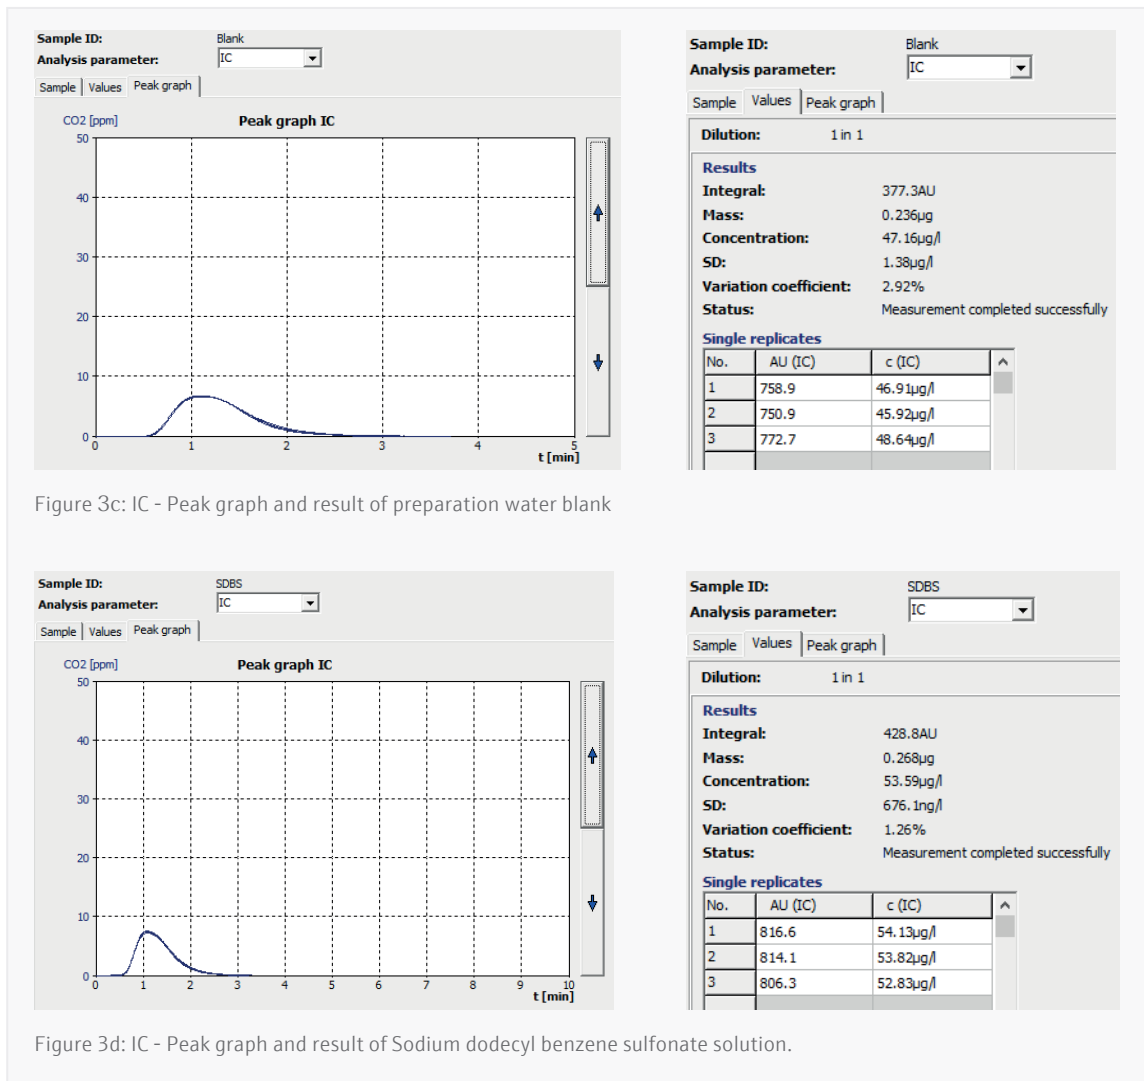 Sample ID: Blank
Analysis parameter: IC
Sample Values Peak graph
CO2 [ppm] Peak graph IC
50
40
30
20
10
0
0 1 2 3 4 5
t [min]
Sample ID: Blank
Analysis parameter: IC
Sample Values Peak graph
Dilution: 1 in 1
Results
Integral: 377.3AU
Mass: 0.236µg
Concentration: 47.16µg/l
SD: 1.38µg/l
Variation coefficient: 2.92%
Status: Measurement completed successfully
Single replicates
No. AU (IC) c (IC)
1 758.9 46.91µg/l
2 750.9 45.92µg/l
3 772.7 48.64µg/l
Figure 3c: IC - Peak graph and result of preparation water blank
Sample ID: SDBS
Analysis parameter: IC
Sample Values Peak graph
CO2 [ppm] Peak graph IC
50
40
30
20
10
0
0 1 2 3 4 5 6 7 8 9 10
t [min]
Sample ID: SDBS
Analysis parameter: IC
Sample Values Peak graph
Dilution: 1 in 1
Results
Integral: 428.8AU
Mass: 0.268µg
Concentration: 53.59µg/l
SD: 676.1ng/l
Variation coefficient: 1.26%
Status: Measurement completed successfully
Single replicates
No. AU (IC) c (IC)
1 816.6 54.13µg/l
2 814.1 53.82µg/l
3 806.3 52.83µg/l
Figure 3d: IC - Peak graph and result of Sodium dodecyl benzene sulfonate solution.